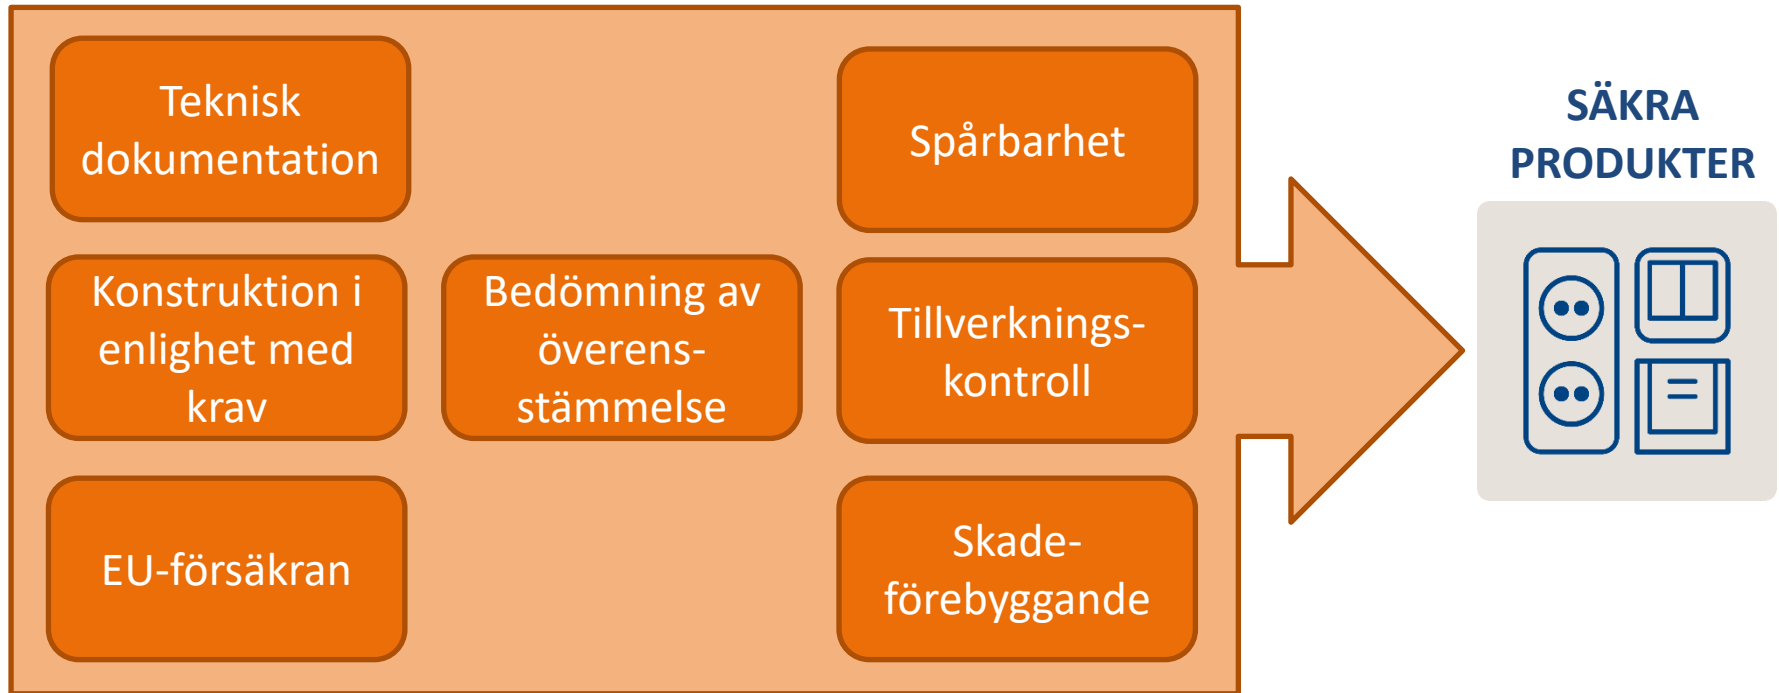 Teknisk
dokumentation
Spårbarhet
Konstruktion i
enlighet med
krav
Bedömning av
överens-
stämmelse
Tillverknings-
kontroll
EU-försäkran
Skade-
förebyggande
SÄKRA
PRODUKTER